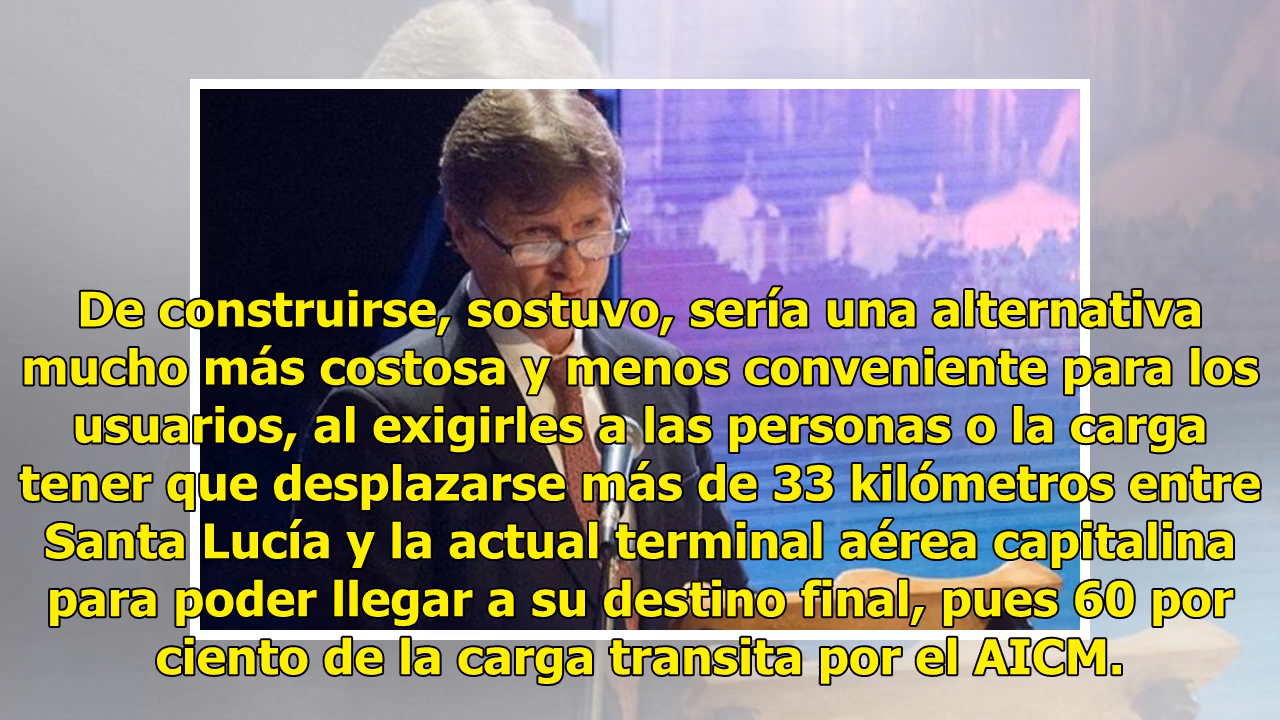 De construirse, sostuvo, sería una alternativa
mucho más costosa y menos conveniente para los
usuarios, al exigirles a las personas o la carga
tener que desplazarse más de 33 kilómetros entre
Santa Lucía y la actual terminal aérea capitalina
para poder llegar a su destino final, pues 60 por
ciento de la carga transita por el AICM.